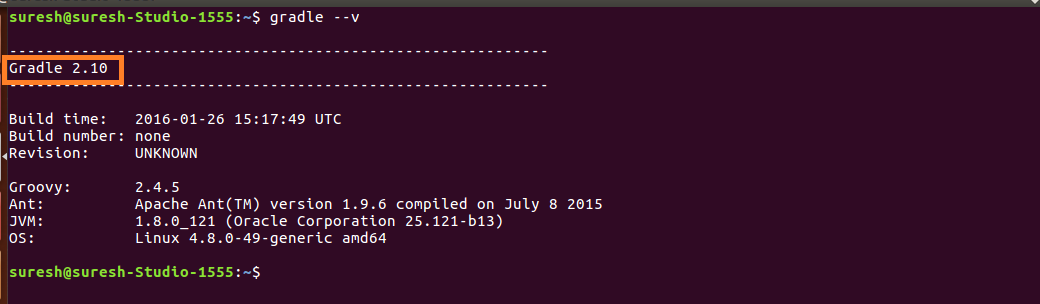 suresh@suresh-Studio-1555:~$ gradle --v
------------------------------------------------------------
Gradle 2.10
------------------------------------------------------------
Build time:   2016-01-26 15:17:49 UTC
Build number: none
Revision:     UNKNOWN
Groovy:       2.4.5
Ant:          Apache Ant(TM) version 1.9.6 compiled on July 8 2015
JVM:          1.8.0_121 (Oracle Corporation 25.121-b13)
OS:           Linux 4.8.0-49-generic amd64
suresh@suresh-Studio-1555:~$